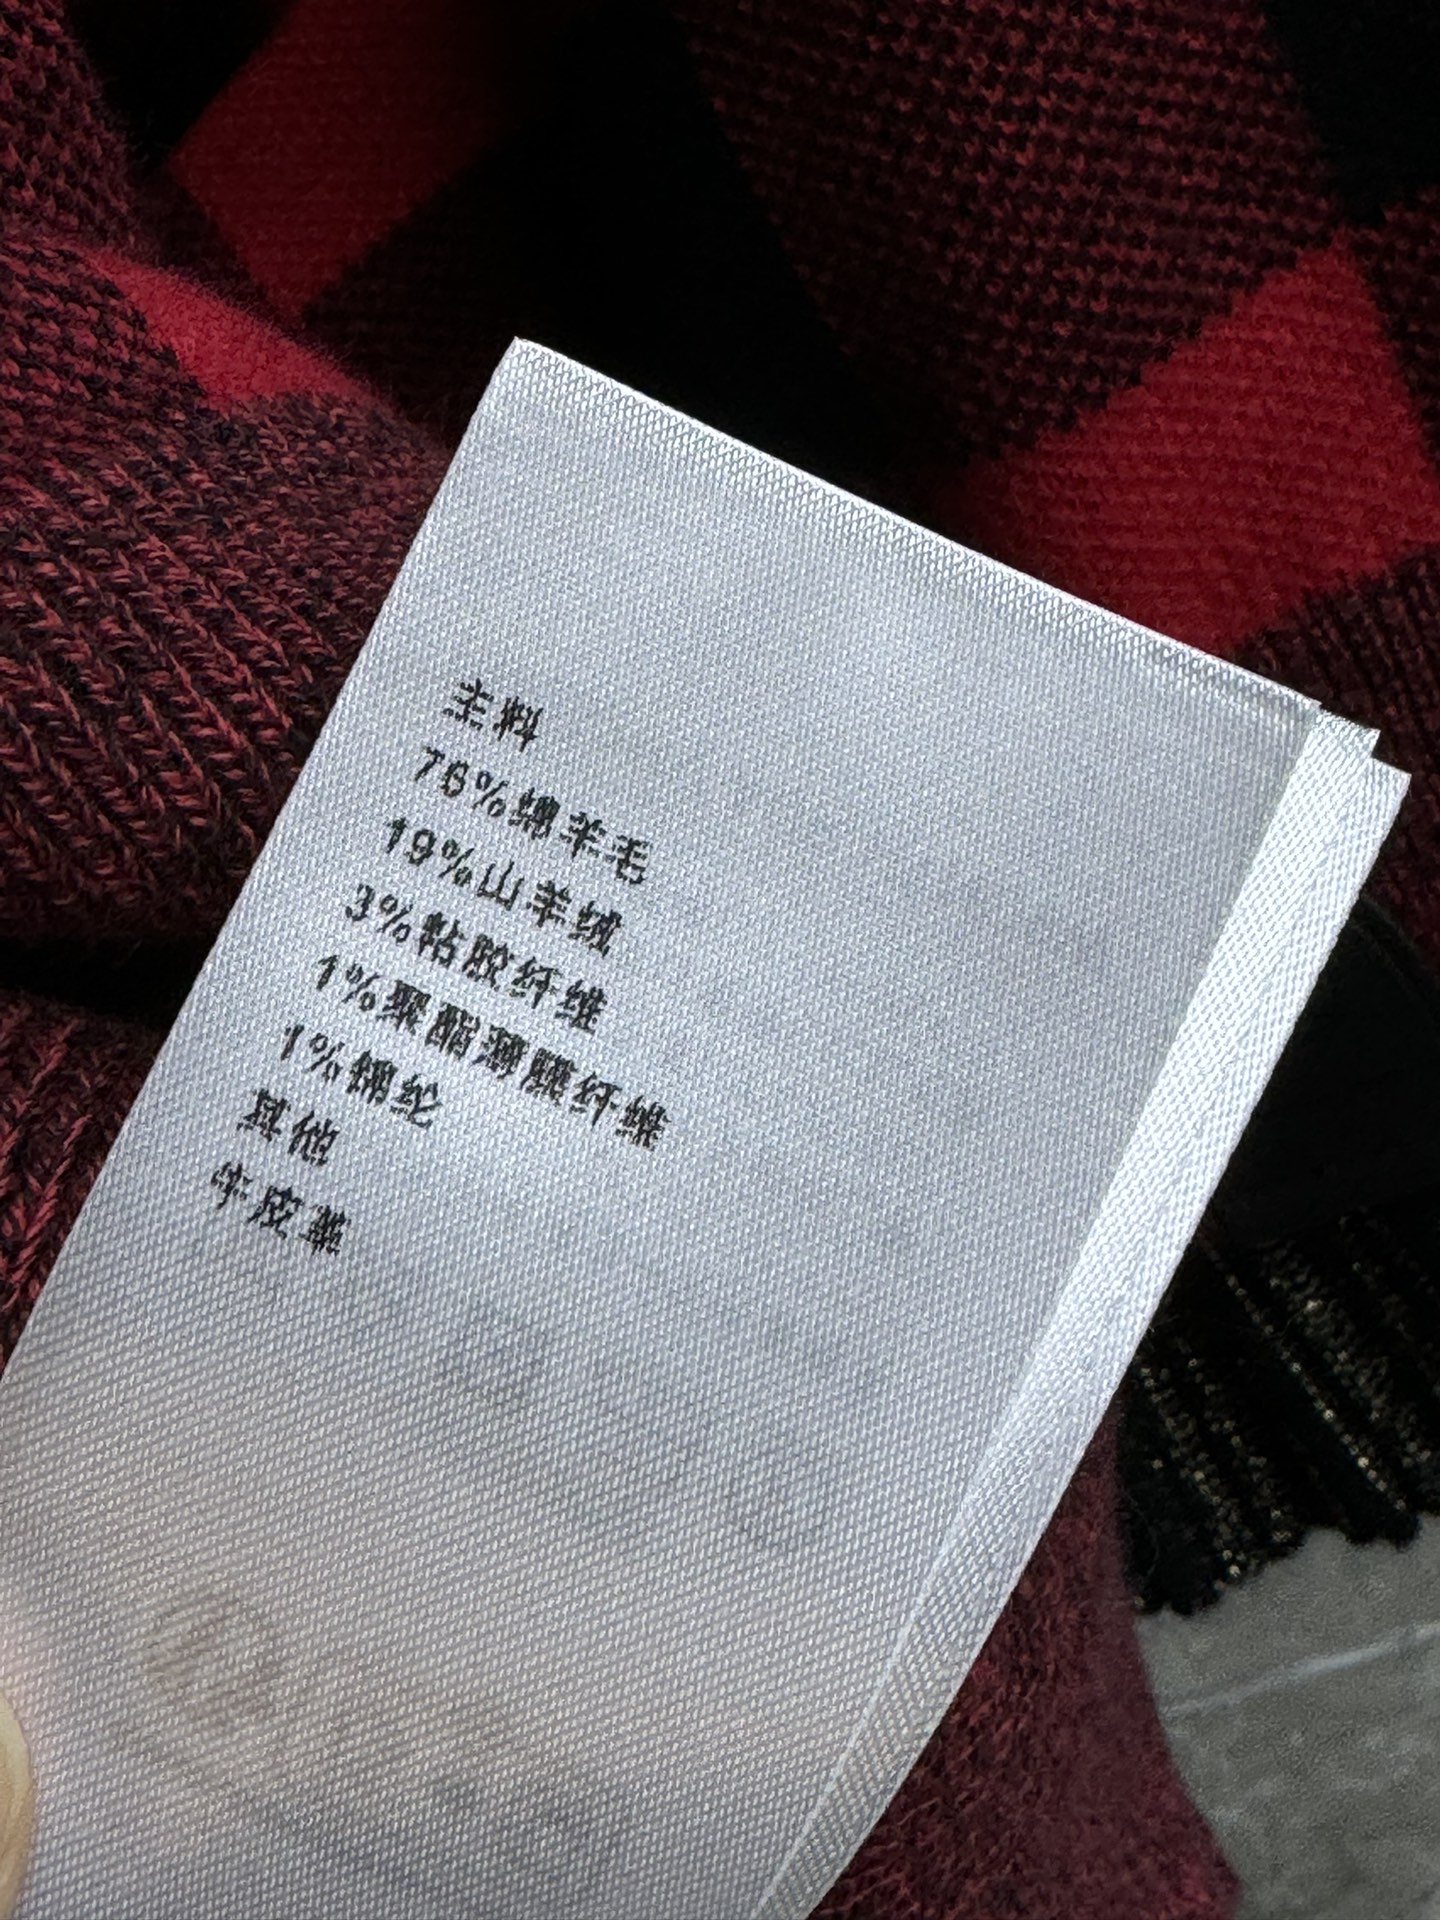 主料
76%绵羊毛
19%山羊绒
3%粘胶纤维
1%聚酯薄膜纤维
1%锦纶
其他
牛皮革